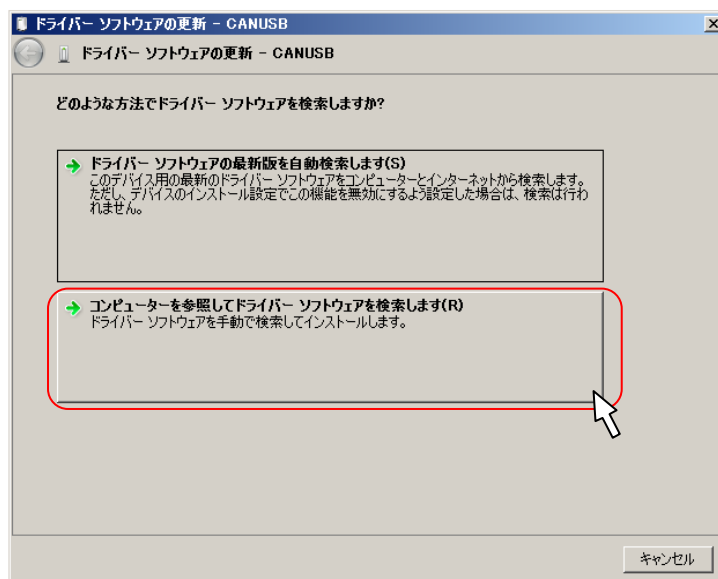 ドライバー ソフトウェアの更新 - CANUSB
ドライバー ソフトウェアの更新 - CANUSB
どのような方法でドライバー ソフトウェアを検索しますか?
ドライバー ソフトウェアの最新版を自動検索します(S)
このデバイス用の最新のドライバー ソフトウェアをコンピューターとインターネットから検索します。
ただし、デバイスのインストール設定でこの機能を無効にするよう設定した場合は、検索は行わ
れません。
コンピューターを参照してドライバー ソフトウェアを検索します(R)
ドライバー ソフトウェアを手動で検索してインストールします。
キャンセル